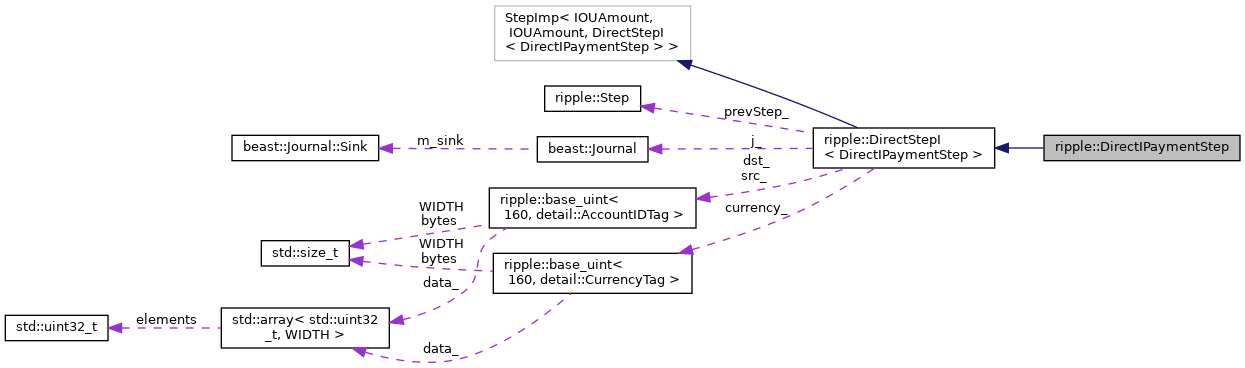 StepImp< IOUAmount,
IOUAmount, DirectStepI
< DirectIPaymentStep > >
ripple::Step
prevStep_
beast::Journal::Sink
m_sink
beast::Journal
j_
ripple::DirectStepI
< DirectIPaymentStep >
ripple::DirectIPaymentStep
dst_
src_
ripple::base_uint<
160, detail::AccountIDTag >
currency_
WIDTH
bytes
std::size_t
WIDTH
bytes
ripple::base_uint<
160, detail::CurrencyTag >
data_
std::uint32_t
elements
std::array< std::uint32
_t, WIDTH >
data_